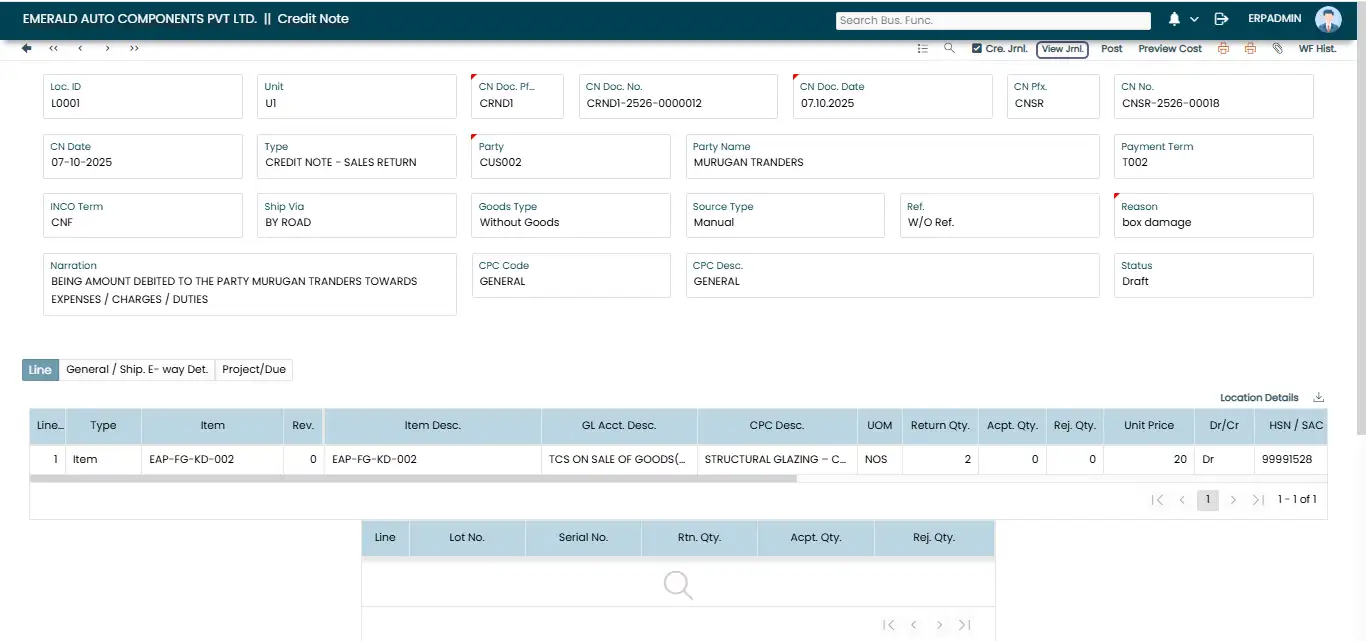 EMERALD AUTO COMPONENTS PVT LTD. || Credit Note
Search Bus. Func.
ERPADMIN
Cre. Jrnl.
View Jrnl.
Post
Preview Cost
WF Hist.
Loc. ID
L0001
Unit
U1
CN Doc. Pf...
CRND1
CN Doc. No.
CRND1-2526-0000012
CN Doc. Date
07.10.2025
CN Pfx.
CNSR
CN No.
CNSR-2526-00018
CN Date
07-10-2025
Type
CREDIT NOTE - SALES RETURN
Party
CUS002
Party Name
MURUGAN TRANDERS
Payment Term
T002
INCO Term
CNF
Ship Via
BY ROAD
Goods Type
Without Goods
Source Type
Manual
Ref.
W/O Ref.
Reason
box damage
Narration
BEING AMOUNT DEBITED TO THE PARTY MURUGAN TRANDERS TOWARDS
EXPENSES / CHARGES / DUTIES
CPC Code
GENERAL
CPC Desc.
GENERAL
Status
Draft
Line
General / Ship. E- way Det.
Project/Due
Location Details
Line... Type Item Rev. Item Desc. GL Acct. Desc. CPC Desc. UOM Return Qty. Acpt. Qty. Rej. Qty. Unit Price Dr/Cr HSN / SAC
1 Item EAP-FG-KD-002 0 EAP-FG-KD-002 TCS ON SALE OF GOODS(... STRUCTURAL GLAZING – C... NOS 2 0 0 20 Dr 99991528
1 1 - 1 of 1
Line Lot No. Serial No. Rtn. Qty. Acpt. Qty. Rej. Qty.